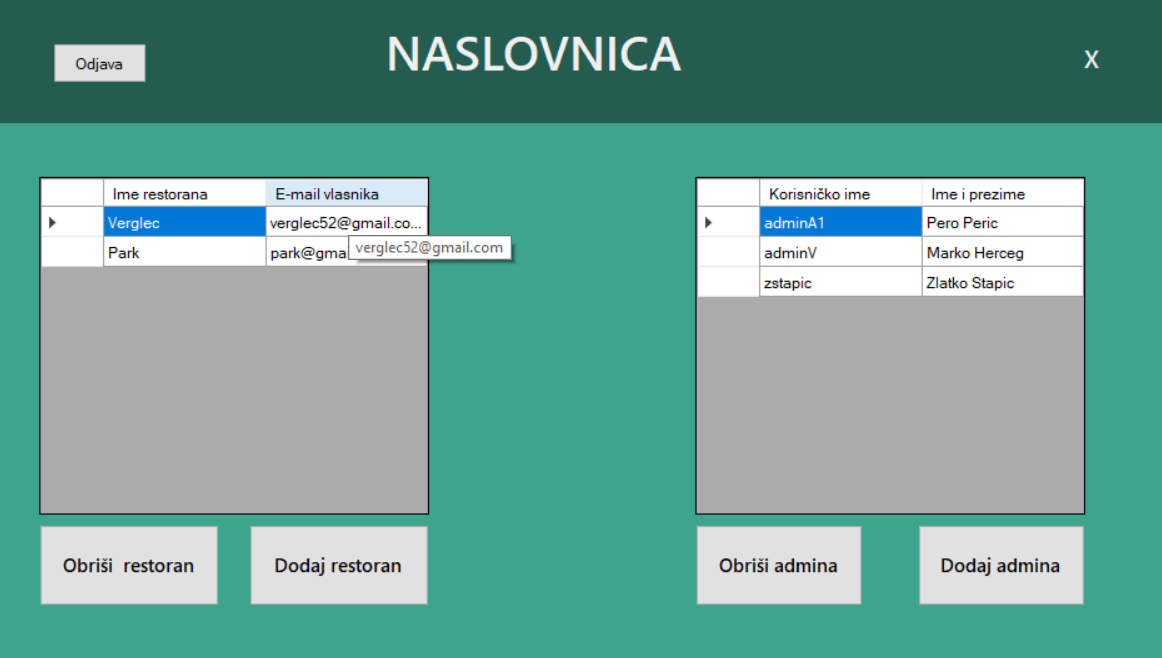 Odjava
NASLOVNICA
X
Ime restorana E-mail vlasnika
Verglec verglec52@gmail.co...
Park park@gma
verglec52@gmail.com
Korisničko ime Ime i prezime
adminA1 Pero Peric
adminV Marko Herceg
zstapic Zlatko Stapic
Obriši restoran
Dodaj restoran
Obriši admina
Dodaj admina